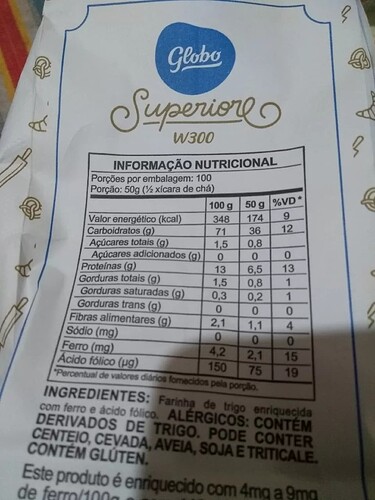 Globo
Superiore
W300
INFORMAÇÃO NUTRICIONAL
Porções por embalagem: 100
Porção: 50g (½ xícara de chá)
100 g 50 g %VD*
Valor energético (kcal) 348 174 9
Carboidratos (g) 71 36 12
Açúcares totais (g) 1,5 0,8
Açúcares adicionados (g) 0 0 0
Proteínas (g) 13 6,5 13
Gorduras totais (g) 1,5 0,8 1
Gorduras saturadas (g) 0,3 0,2 1
Gorduras trans (g) 0 0 0
Fibras alimentares (g) 2,1 1,1 4
Sódio (mg) 0 0 0
Ferro (mg) 4,2 2,1 15
Ácido fólico (µg) 150 75 19
*Percentual de valores diários fornecidos pela porção.
INGREDIENTES: Farinha de trigo enriquecida
com ferro e ácido fólico. ALÉRGICOS: CONTÉM
DERIVADOS DE TRIGO. PODE CONTER
CENTEIO, CEVADA, AVEIA, SOJA E TRITICALE.
CONTÉM GLÚTEN.
Este produto é enriquecido com 4mg a 9mg
de ferro/100g